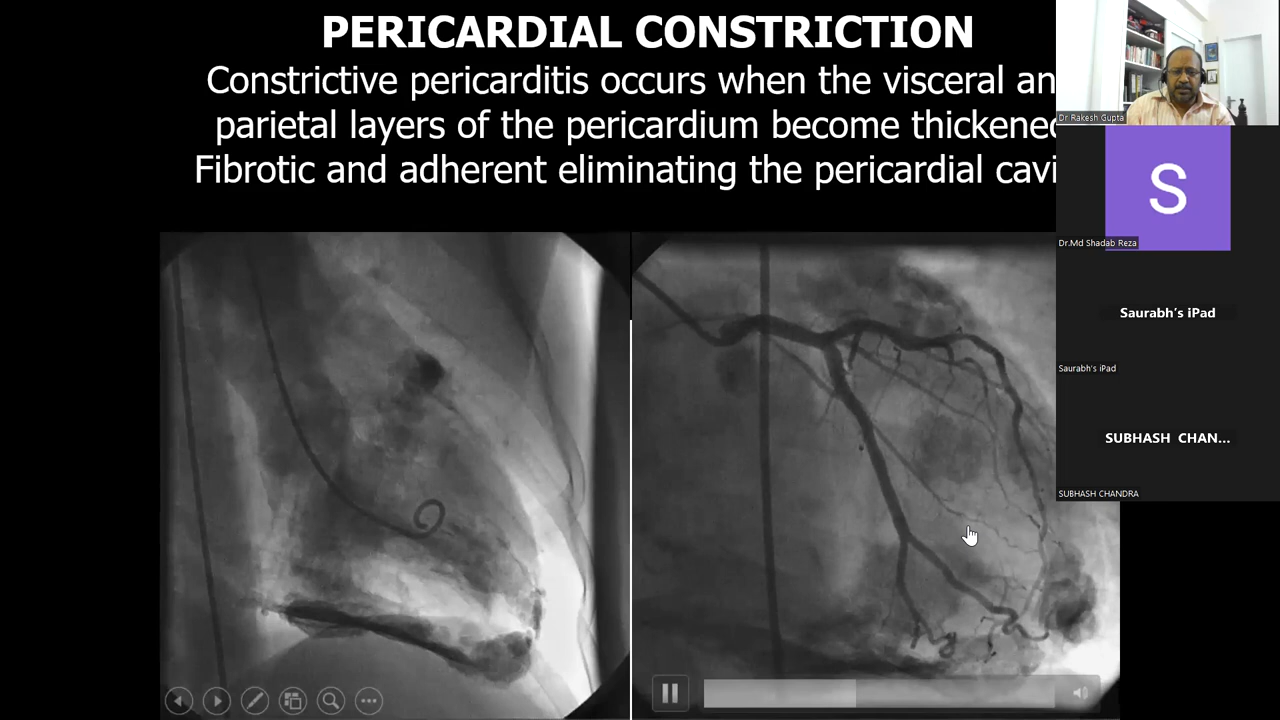 PERICARDIAL CONSTRICTION
Constrictive pericarditis occurs when the visceral an
parietal layers of the pericardium become thickene
Fibrotic and adherent eliminating the pericardial cavi
Dr Rakesh Gupta
S
Dr.Md Shadab Reza
Saurabh's iPad
Saurabh's iPad
SUBHASH CHAN...
SUBHASH CHANDRA